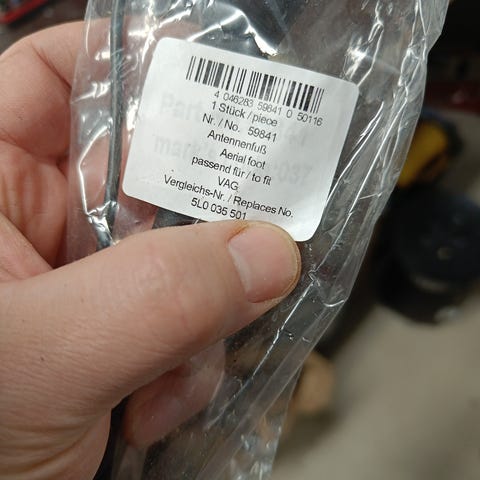 4 046283 59841 0 50116
1 Stück / piece
Nr. / No. 59841
Antennenfuß
Aerial foot
passend für / to fit
VAG
Vergleichs-Nr. / Replaces No.
5L0 035 501